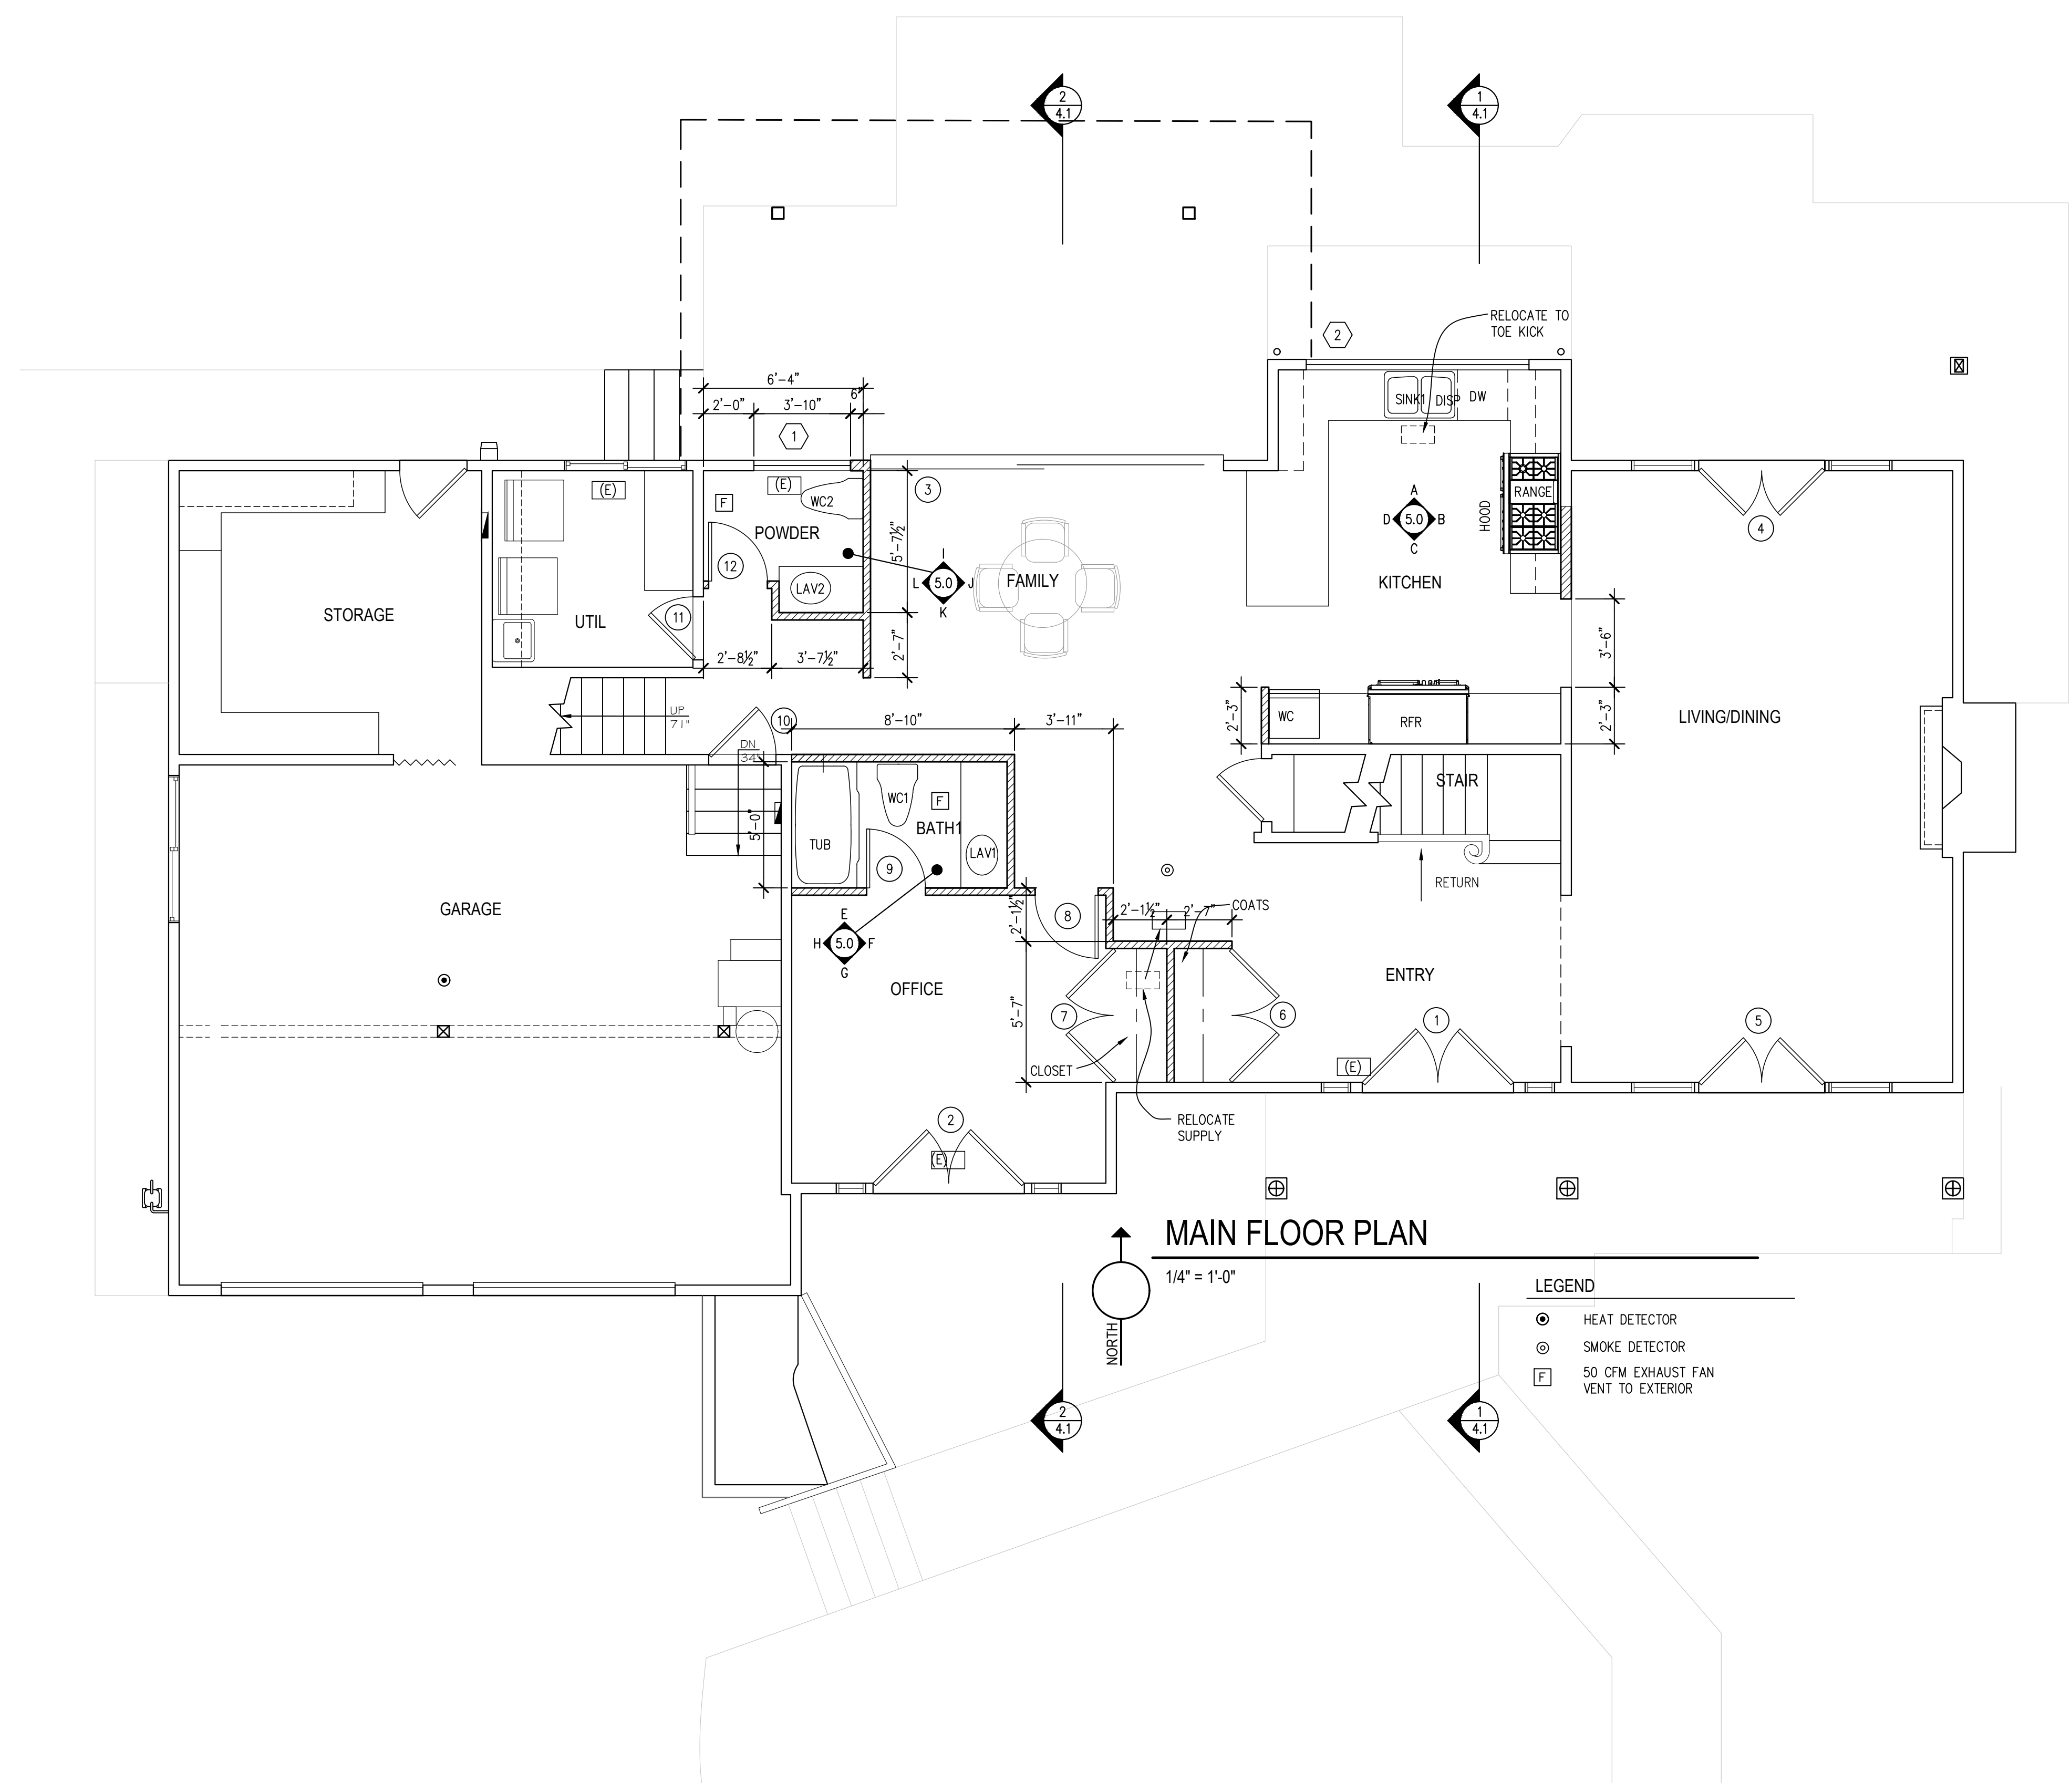 2
4.1
1
4.1
RELOCATE TO
TOE KICK
2
6'-4"
6"
2'-0"
3'-10"
1
SINK1
DISP
DW
(E)
(E)
F
WC2
3
POWDER
5'-7½"
A
D
5.0
B
C
HOOD
RANGE
4
12
I
L
5.0
J
K
FAMILY
KITCHEN
LAV2
STORAGE
UTIL
11
2'-7"
3'-6"
2'-8½"
3'-7½"
UP
71"
10
8'-10"
3'-11"
2'-3"
WC
RFR
2'-3"
LIVING/DINING
DN
34"
STAIR
5'-0"
TUB
WC1
F
BATH1
LAV1
9
RETURN
GARAGE
8
2'-1½"
2'-1½"
2'-7"
COATS
E
H
5.0
F
G
OFFICE
ENTRY
5'-7"
7
6
1
5
CLOSET
(E)
2
RELOCATE
SUPPLY
(E)
MAIN FLOOR PLAN
1/4" = 1'-0"
NORTH
LEGEND
HEAT DETECTOR
SMOKE DETECTOR
F
50 CFM EXHAUST FAN
VENT TO EXTERIOR
2
4.1
1
4.1